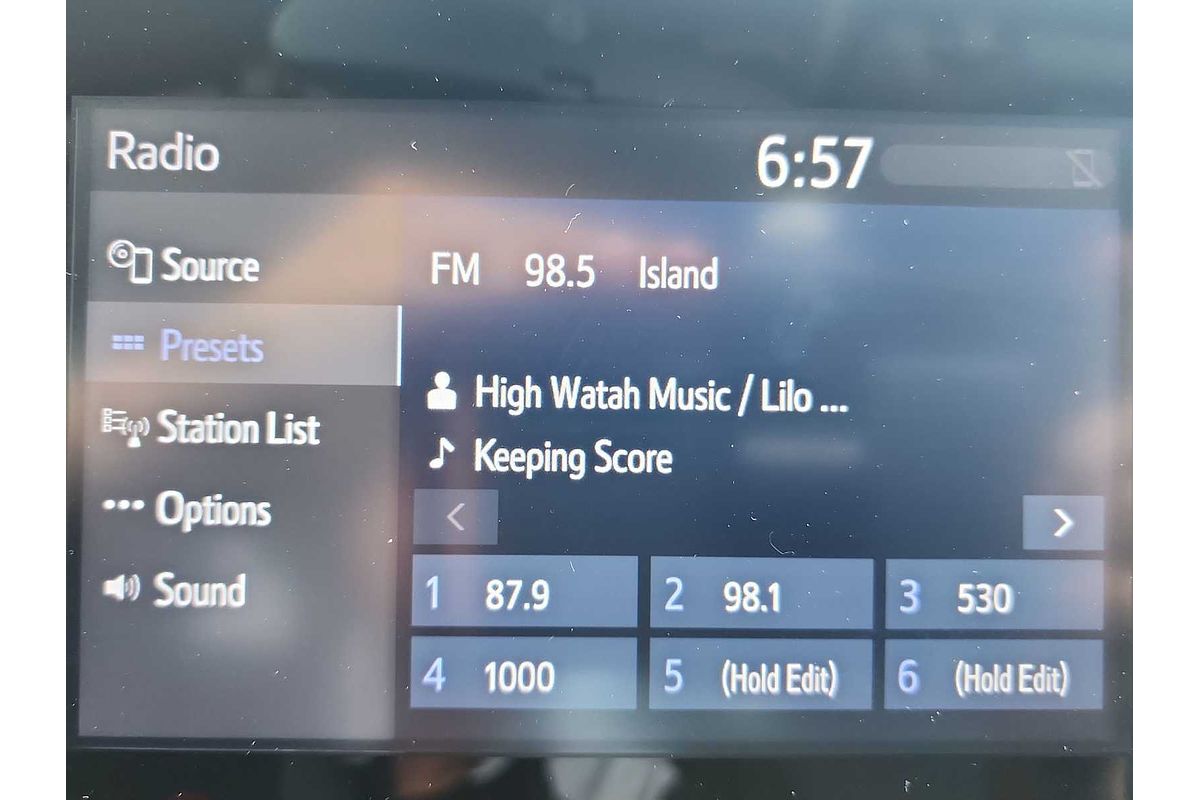 Radio 6:57
Source
Presets
Station List
Options
Sound
FM 98.5 Island
High Watah Music / Lilo ...
Keeping Score
< >
1 87.9 2 98.1 3 530
4 1000 5 (Hold Edit) 6 (Hold Edit)